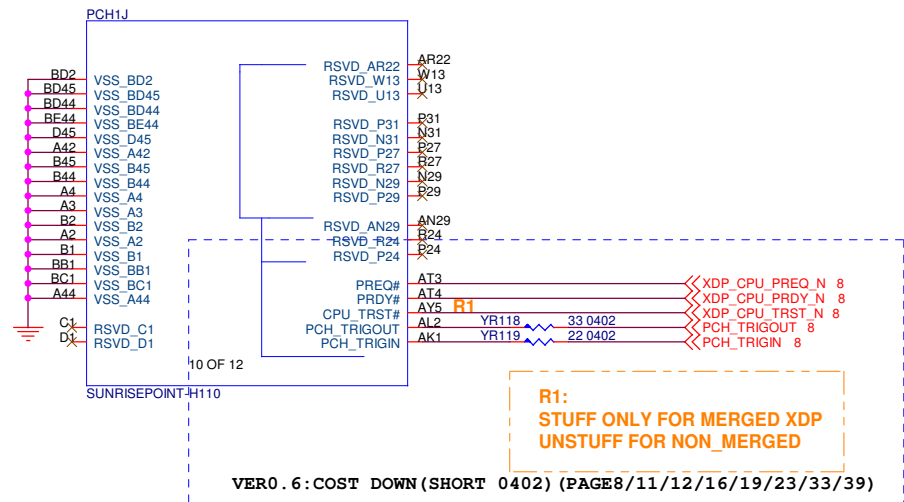 PCH1J
BD2 VSS_BD2
BD45 VSS_BD45
BD44 VSS_BD44
BE44 VSS_BE44
D45 VSS_D45
A42 VSS_A42
B45 VSS_B45
B44 VSS_B44
A4 VSS_A4
A3 VSS_A3
B2 VSS_B2
A2 VSS_A2
B1 VSS_B1
BB1 VSS_BB1
BC1 VSS_BC1
A44 VSS_A44
C1 RSVD_C1
D1 RSVD_D1
RSVD_AR22 AR22
RSVD_W13 W13
RSVD_U13 U13
RSVD_P31 P31
RSVD_N31 N31
RSVD_P27 P27
RSVD_R27 R27
RSVD_N29 N29
RSVD_P29 P29
RSVD_AN29 AN29
RSVD_R24 R24
RSVD_P24 P24
PREQ# AT3 XDP_CPU_PREQ_N 8
PRDY# AT4 XDP_CPU_PRDY_N 8
CPU_TRST# AY5 R1 XDP_CPU_TRST_N 8
PCH_TRIGOUT AL2 YR118 33 0402 PCH_TRIGOUT 8
PCH_TRIGIN AK1 YR119 22 0402 PCH_TRIGIN 8
10 OF 12
SUNRISEPOINT-H110
R1:
STUFF ONLY FOR MERGED XDP
UNSTUFF FOR NON_MERGED
VER0.6:COST DOWN(SHORT 0402)(PAGE8/11/12/16/19/23/33/39)